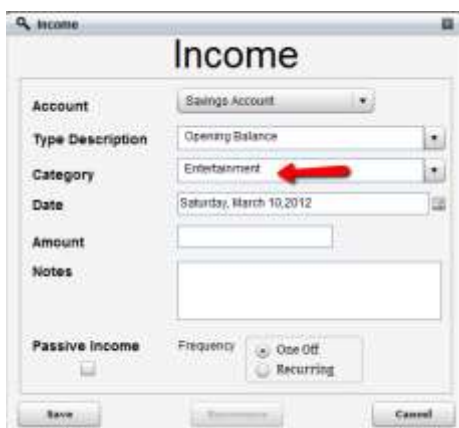 Income
Income
Account
Savings Account
Type Description
Opening Balance
Category
Entertainment
Date
Saturday, March 10,2012
Amount
Notes
Passive Income
Frequency
One Off
Recurring
Save
Cancel